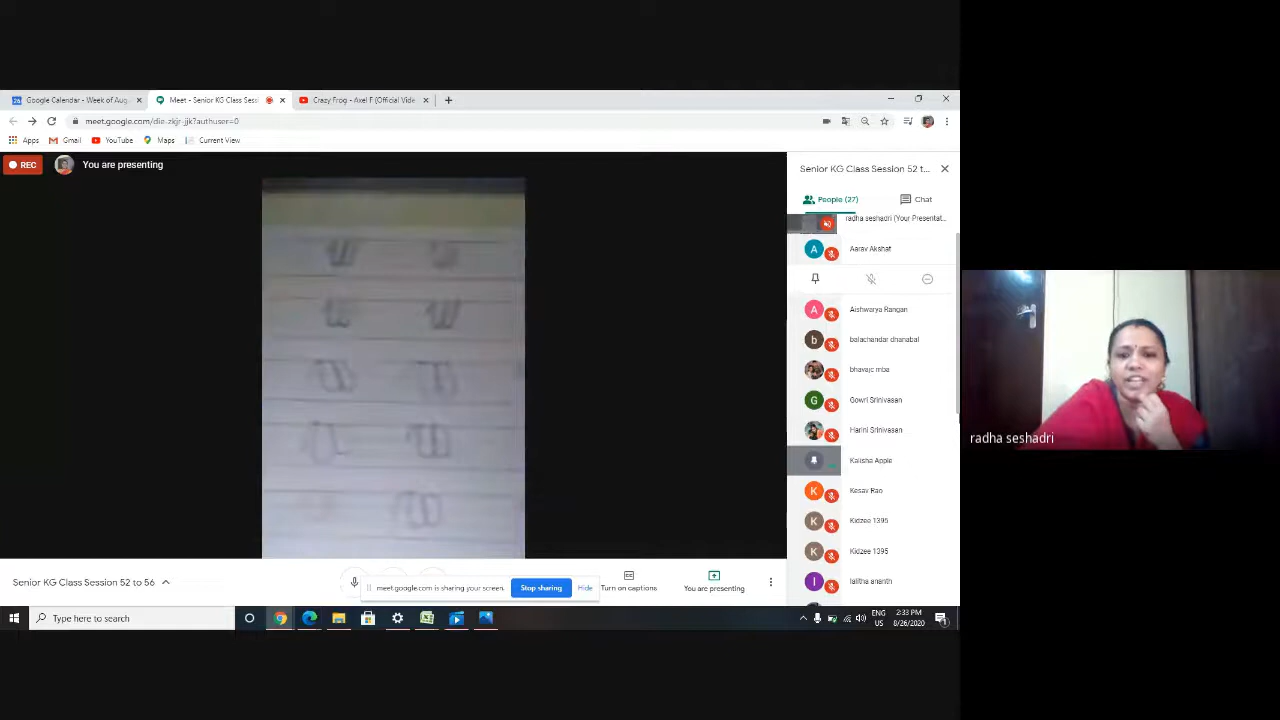 Google Calendar - Week of Aug
Meet - Senior KG Class Sessi
Crazy Frog - Axel F (Official Vide
meet.google.com/die-zkjr-jjk?authuser=0
Apps Gmail YouTube Maps Current View
REC You are presenting
Senior KG Class Session 52 t...
People (27) Chat
radha seshadri (Your Presentat...
A Aarav Akshat
A Aishwarya Rangan
b balachandar dhanabal
bhavajc mba
G Gowri Srinivasan
Harini Srinivasan
Kalisha Apple
K Kesav Rao
K Kidzee 1395
K Kidzee 1395
l lalitha ananth
radha seshadri
Senior KG Class Session 52 to 56
meet.google.com is sharing your screen. Stop sharing Hide
Turn on captions
You are presenting
Type here to search
ENG
US
2:33 PM
8/26/2020